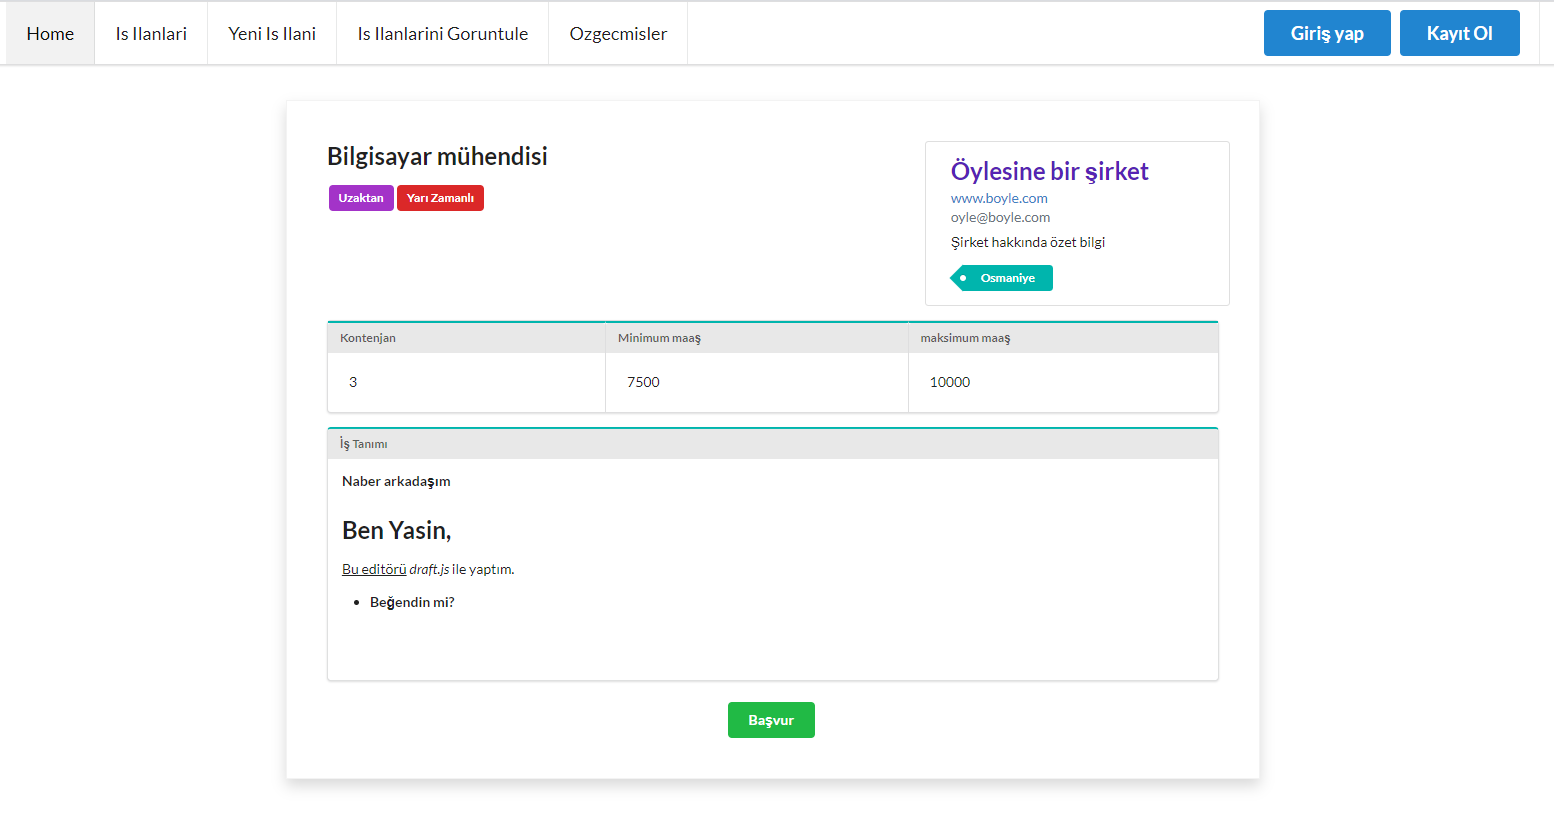 Home Is Ilanlari Yeni Is Ilani Is Ilanlarini Goruntule Ozgecmisler Giriş yap Kayıt Ol
Bilgisayar mühendisi
Uzaktan Yarı Zamanlı
Öylesine bir şirket
www.boyle.com
oyle@boyle.com
Şirket hakkında özet bilgi
Osmaniye
Kontenjan Minimum maaş maksimum maaş
3 7500 10000
İş Tanımı
Naber arkadaşım
Ben Yasin,
Bu editörü draft.js ile yaptım.
• Beğendin mi?
Başvur